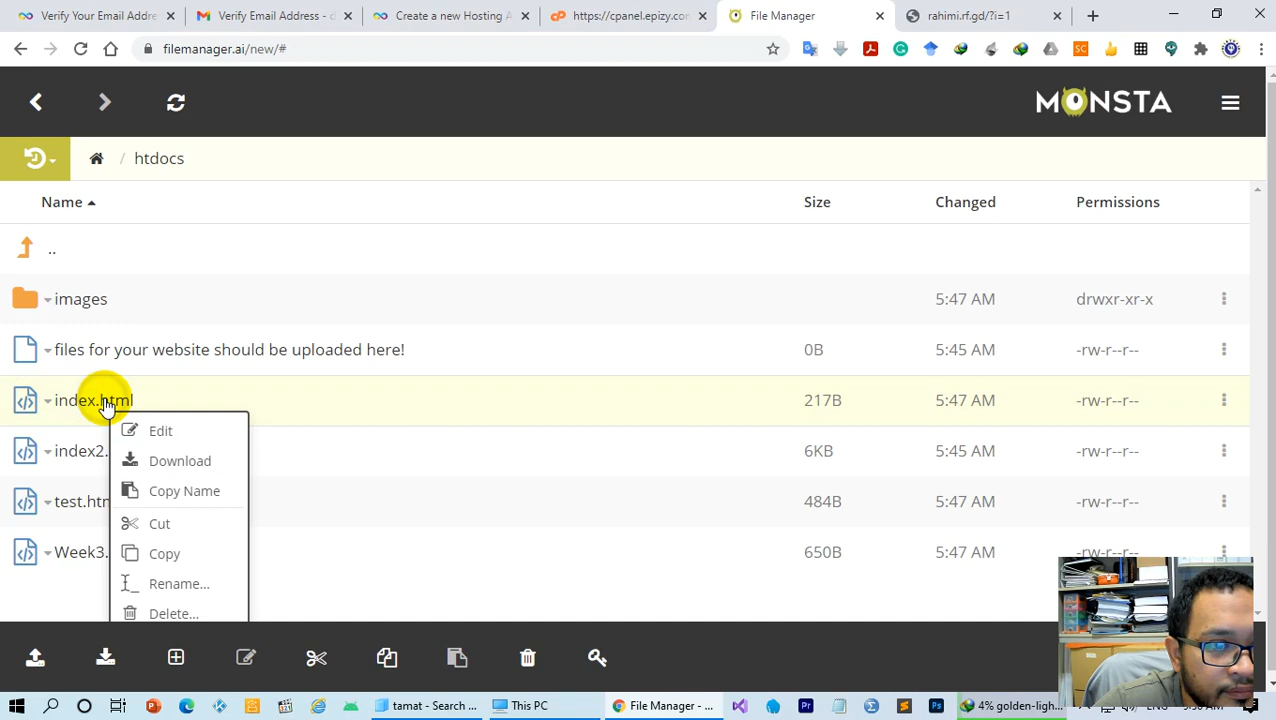 Verify Your Email Addre
Verify Email Address - c
Create a new Hosting A
https://cpanel.epizy.con
File Manager
rahimi.rf.gd/?i=1
filemanager.ai/new/#
MONSTA
/ htdocs
Name Size Changed Permissions
..
images 5:47 AM drwxr-xr-x
files for your website should be uploaded here! 0B 5:45 AM -rw-r--r--
index.html 217B 5:47 AM -rw-r--r--
Edit
index2. 6KB 5:45 AM -rw-r--r--
Download
Copy Name
test.htm 484B 5:47 AM -rw-r--r--
Cut
Week3. 650B 5:47 AM -rw-r--r--
Copy
Rename...
Delete...
tamat - Search ...
This PC
File Manager - ...
4% golden-ligh...
ENG